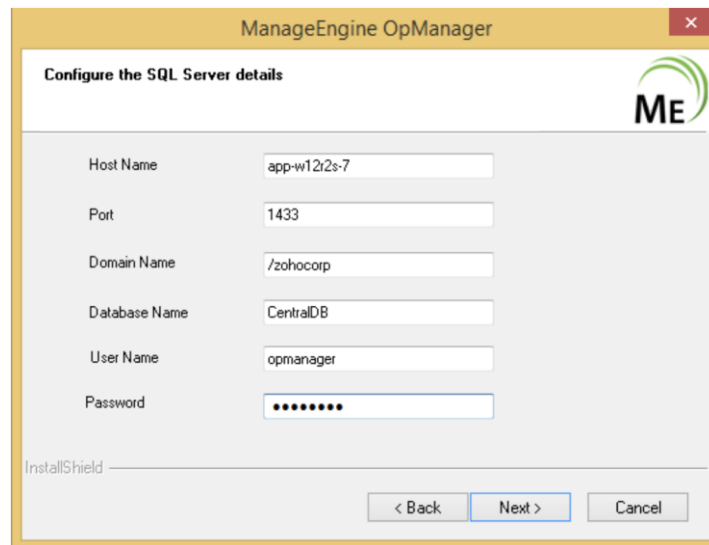 ManageEngine OpManager
Configure the SQL Server details
ME
Host Name app-w12r2s-7
Port 1433
Domain Name /zohocorp
Database Name CentralDB
User Name opmanager
Password ••••••••
InstallShield
< Back Next > Cancel